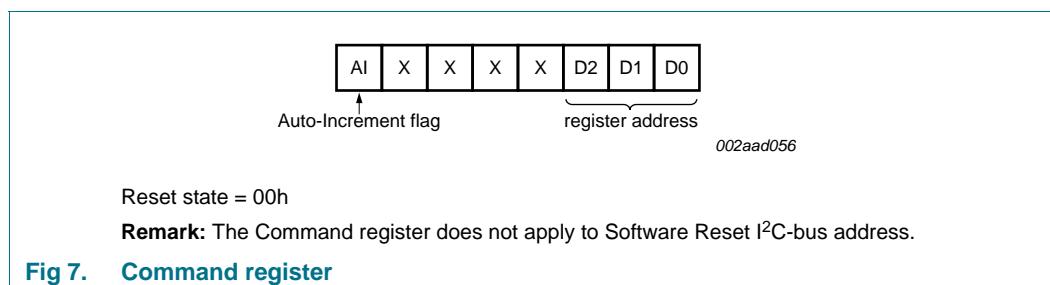 AI X X X X D2 D1 D0
Auto-Increment flag register address
002aad056
Reset state = 00h
Remark: The Command register does not apply to Software Reset I²C-bus address.
Fig 7. Command register